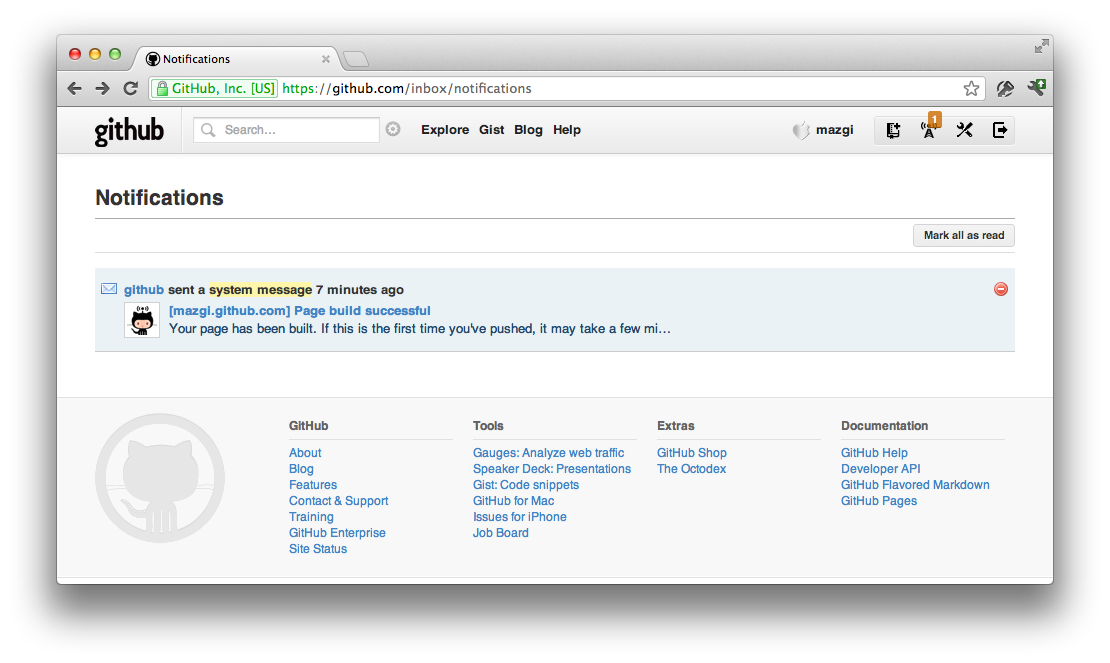 Notifications
GitHub, Inc. [US] https://github.com/inbox/notifications
github Search... Explore Gist Blog Help mazgi 1
Notifications
Mark all as read
github sent a system message 7 minutes ago
[mazgi.github.com] Page build successful
Your page has been built. If this is the first time you've pushed, it may take a few mi...
GitHub
About
Blog
Features
Contact & Support
Training
GitHub Enterprise
Site Status
Tools
Gauges: Analyze web traffic
Speaker Deck: Presentations
Gist: Code snippets
GitHub for Mac
Issues for iPhone
Job Board
Extras
GitHub Shop
The Octodex
Documentation
GitHub Help
Developer API
GitHub Flavored Markdown
GitHub Pages